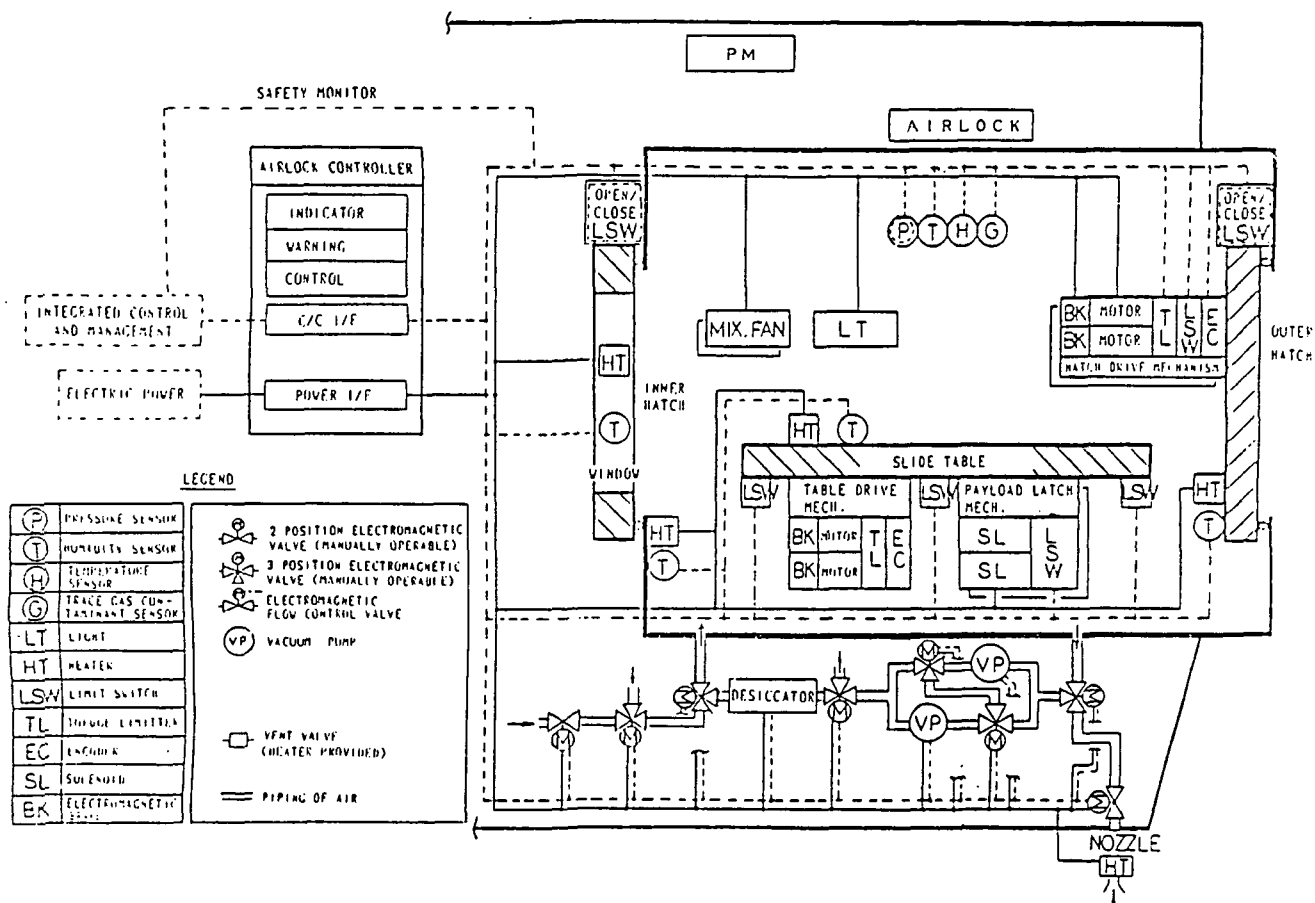 PM
SAFETY MONITOR
AIRLOCK
AIRLOCK CONTROLLER
INDICATOR
WARNING
CONTROL
C/C I/F
POWER I/F
INTEGRATED CONTROL
AND MANAGEMENT
ELECTRIC POWER
OPEN/
CLOSE
LSW
HT
T
WINDOW
INNER
HATCH
MIX. FAN
LT
P T H G
OPEN/
CLOSE
LSW
BK MOTOR
BK MOTOR
TL
LSW
EC
HATCH DRIVE MECHANISM
OUTER
HATCH
HT T
SLIDE TABLE
LSW
TABLE DRIVE
MECH.
BK MOTOR
BK MOTOR
TL
EC
LSW
PAYLOAD LATCH
MECH.
SL
SL
LSW
LSW
HT
T
HT
T
M
M
M
DESICCATOR
M
M
VP
VP
M
M
M
NOZZLE
HT
LEGEND
P PRESSURE SENSOR
T HUMIDITY SENSOR
H TEMPERATURE
SENSOR
G TRACE GAS CON-
TAMINANT SENSOR
LT LIGHT
HT HEATER
LSW LIMIT SWITCH
TL LIMITTER
EC ENCODER
SL SOLENOID
BK ELECTROMAGNETIC
2 POSITION ELECTROMAGNETIC
VALVE (MANUALLY OPERABLE)
3 POSITION ELECTROMAGNETIC
VALVE (MANUALLY OPERABLE)
ELECTROMAGNETIC
FLOW CONTROL VALVE
VP VACUUM PUMP
VENT VALVE
(HEATER PROVIDED)
PIPING OF AIR